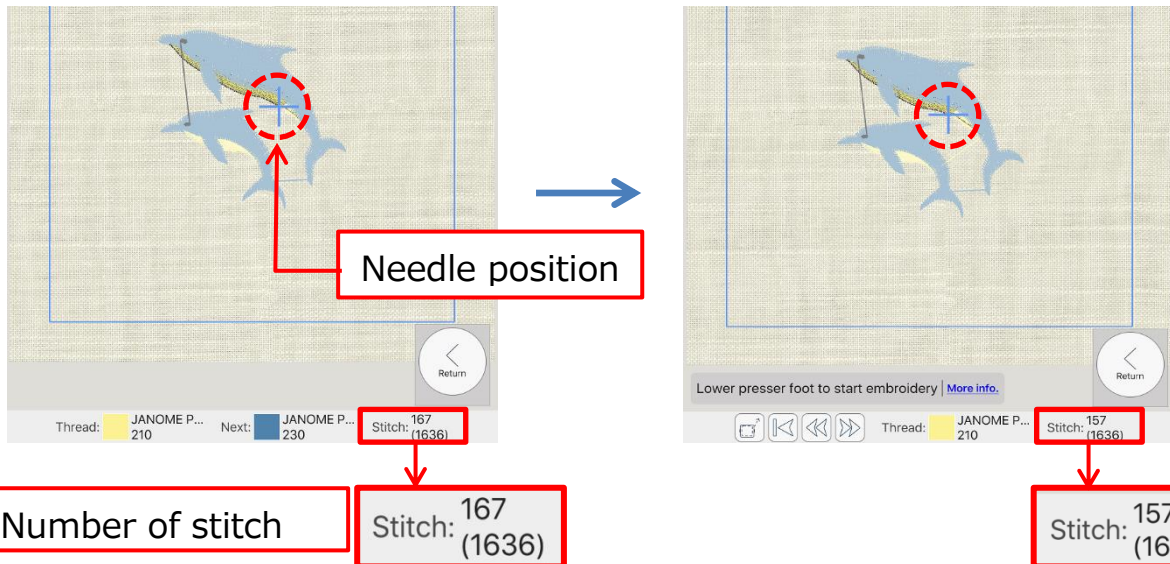 Needle position
Return
Thread: JANOME P... 210 Next: JANOME P... 230 Stitch: 167 (1636)
Number of stitch
Stitch: 167
(1636)
Return
Lower presser foot to start embroidery | More info.
Thread: JANOME P... 210 Stitch: 157 (1636)
Stitch: 157
(16